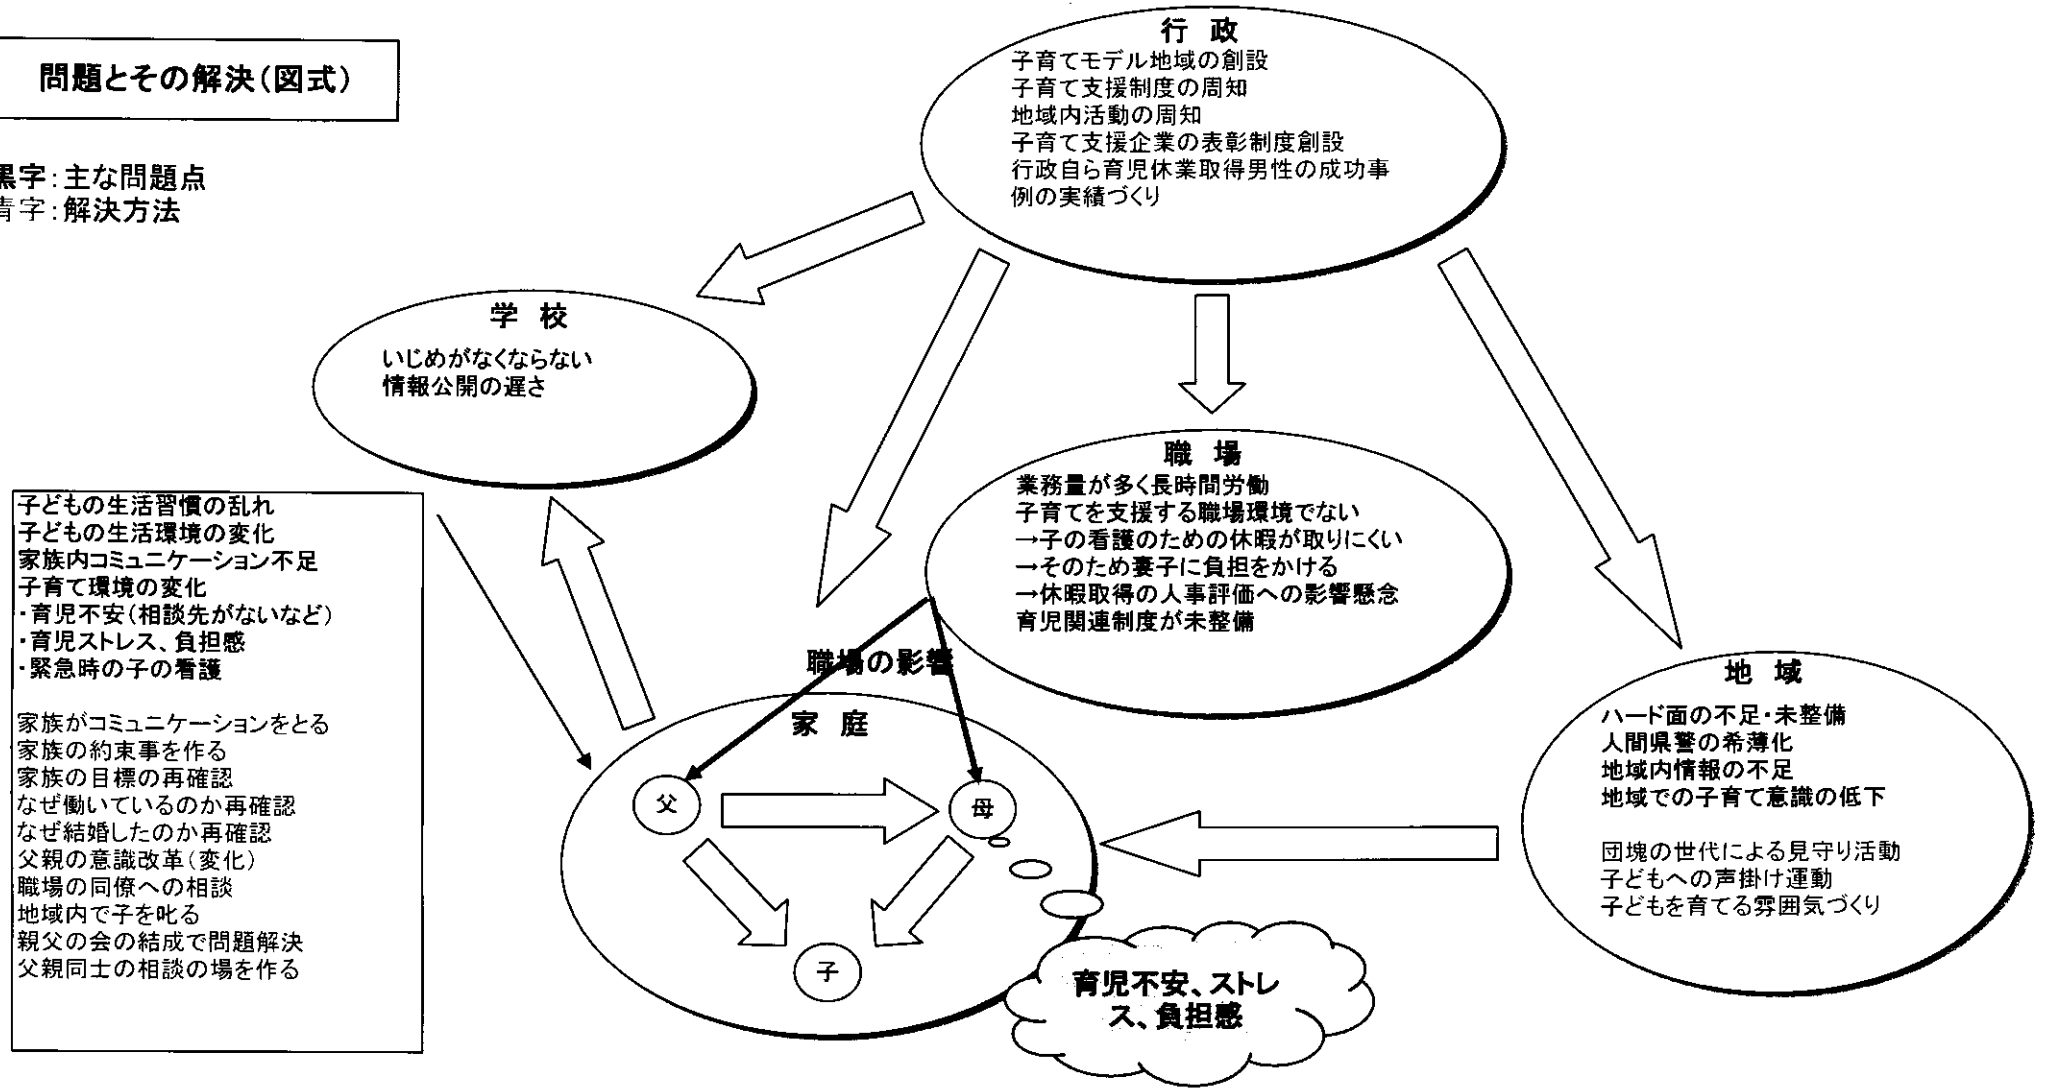 問題とその解決(図式)
黒字:主な問題点
青字:解決方法
行 政
子育てモデル地域の創設
子育て支援制度の周知
地域内活動の周知
子育て支援企業の表彰制度創設
行政自ら育児休業取得男性の成功事
例の実績づくり
学 校
いじめがなくならない
情報公開の遅さ
職 場
業務量が多く長時間労働
子育てを支援する職場環境でない
→子の看護のための休暇が取りにくい
→そのため妻子に負担をかける
→休暇取得の人事評価への影響懸念
育児関連制度が未整備
子どもの生活習慣の乱れ
子どもの生活環境の変化
家族内コミュニケーション不足
子育て環境の変化
・育児不安(相談先がないなど)
・育児ストレス、負担感
・緊急時の子の看護
家族がコミュニケーションをとる
家族の約束事を作る
家族の目標の再確認
なぜ働いているのか再確認
なぜ結婚したのか再確認
父親の意識改革(変化)
職場の同僚への相談
地域内で子を叱る
親父の会の結成で問題解決
父親同士の相談の場を作る
職場の影響
家 庭
父
母
子
育児不安、ストレ
ス、負担感
地 域
ハード面の不足・未整備
人間県警の希薄化
地域内情報の不足
地域での子育て意識の低下
団塊の世代による見守り活動
子どもへの声掛け運動
子どもを育てる雰囲気づくり